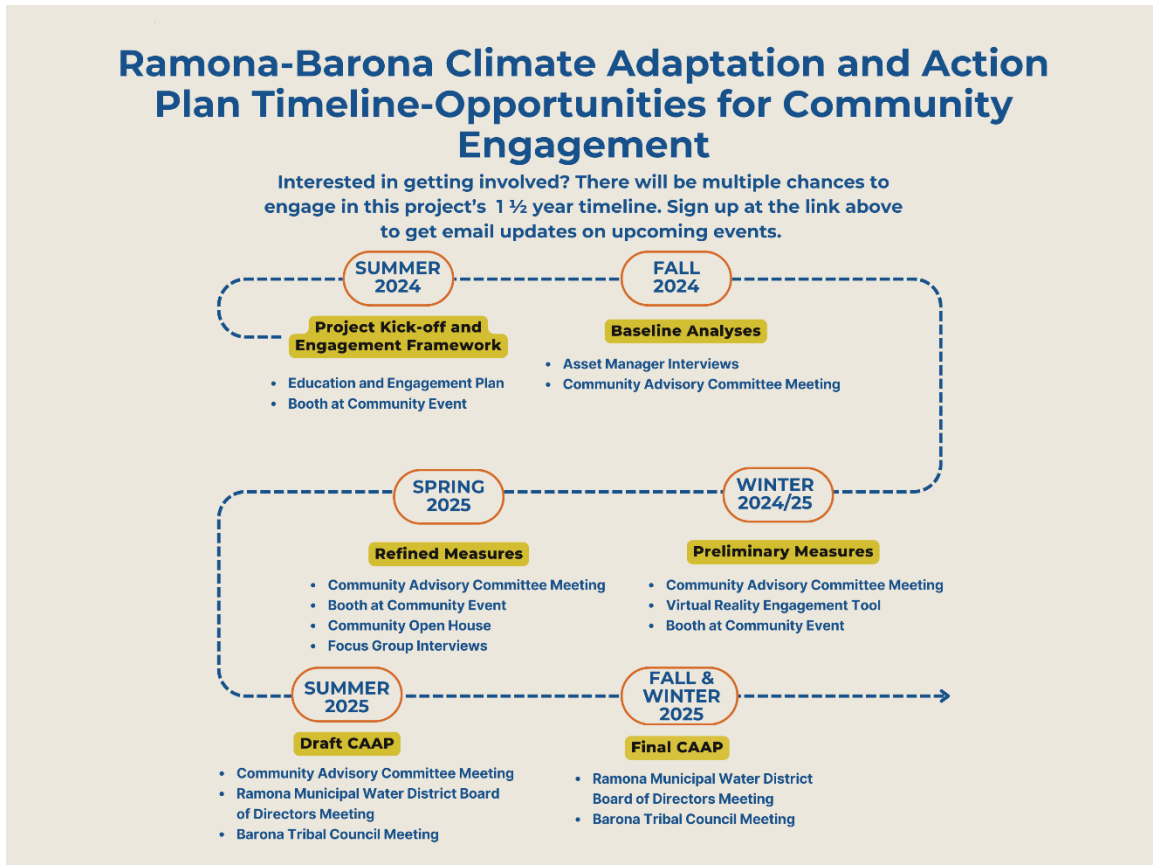 Ramona-Barona Climate Adaptation and Action
Plan Timeline-Opportunities for Community
Engagement
Interested in getting involved? There will be multiple chances to
engage in this project's 1 ½ year timeline. Sign up at the link above
to get email updates on upcoming events.
SUMMER
2024
Project Kick-off and
Engagement Framework
• Education and Engagement Plan
• Booth at Community Event
FALL
2024
Baseline Analyses
• Asset Manager Interviews
• Community Advisory Committee Meeting
WINTER
2024/25
Preliminary Measures
• Community Advisory Committee Meeting
• Virtual Reality Engagement Tool
• Booth at Community Event
SPRING
2025
Refined Measures
• Community Advisory Committee Meeting
• Booth at Community Event
• Community Open House
• Focus Group Interviews
SUMMER
2025
Draft CAAP
• Community Advisory Committee Meeting
• Ramona Municipal Water District Board
of Directors Meeting
• Barona Tribal Council Meeting
FALL &
WINTER
2025
Final CAAP
• Ramona Municipal Water District
Board of Directors Meeting
• Barona Tribal Council Meeting